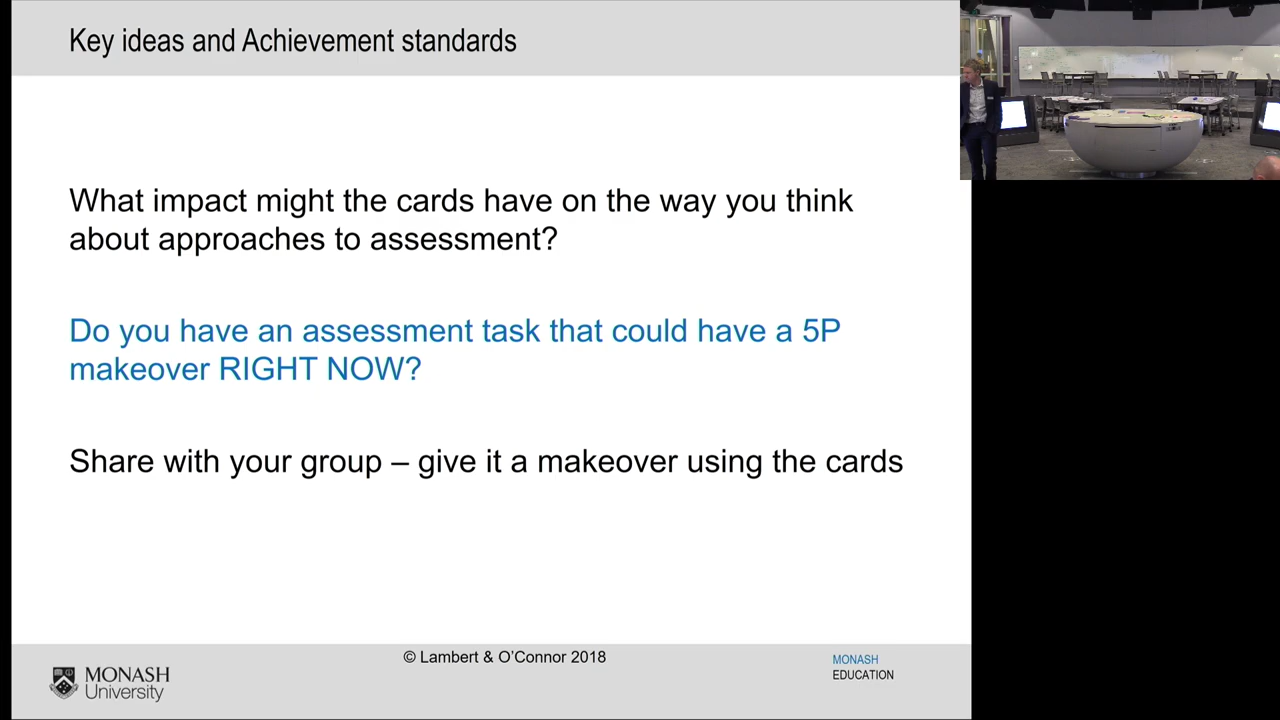 Key ideas and Achievement standards
What impact might the cards have on the way you think
about approaches to assessment?
Do you have an assessment task that could have a 5P
makeover RIGHT NOW?
Share with your group – give it a makeover using the cards
© Lambert & O'Connor 2018
MONASH
University
MONASH
EDUCATION